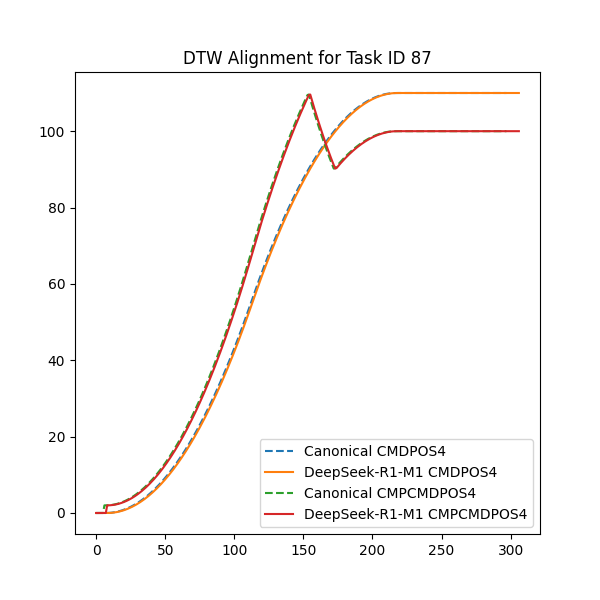 DTW Alignment for Task ID 87
100
80
60
40
20
0
0 50 100 150 200 250 300
Canonical CMDPOS4
DeepSeek-R1-M1 CMDPOS4
Canonical CMPCMDPOS4
DeepSeek-R1-M1 CMPCMDPOS4